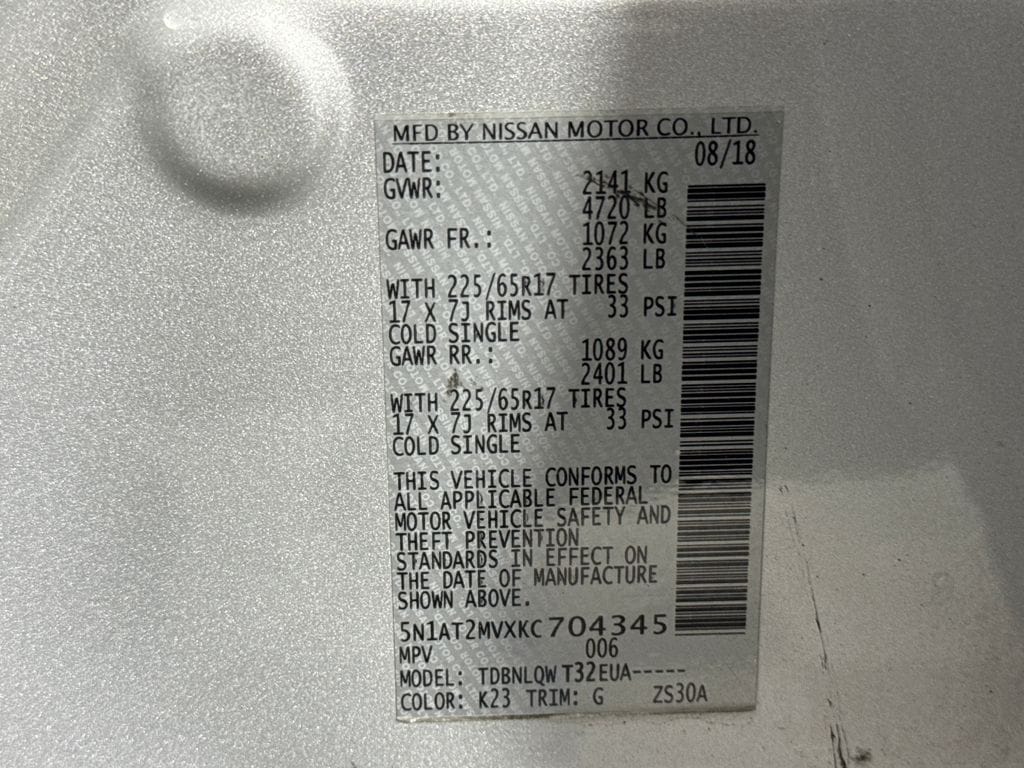 MFD BY NISSAN MOTOR CO., LTD.
DATE: 08/18
GVWR: 2141 KG
4720 LB
GAWR FR.: 1072 KG
2363 LB
WITH 225/65R17 TIRES
17 X 7J RIMS AT 33 PSI
COLD SINGLE
GAWR RR.: 1089 KG
2401 LB
WITH 225/65R17 TIRES
17 X 7J RIMS AT 33 PSI
COLD SINGLE
THIS VEHICLE CONFORMS TO
ALL APPLICABLE FEDERAL
MOTOR VEHICLE SAFETY AND
THEFT PREVENTION
STANDARDS IN EFFECT ON
THE DATE OF MANUFACTURE
SHOWN ABOVE.
5N1AT2MVXKC704345
MPV 006
MODEL: TDBNLQW T32EUA-----
COLOR: K23 TRIM: G ZS30A